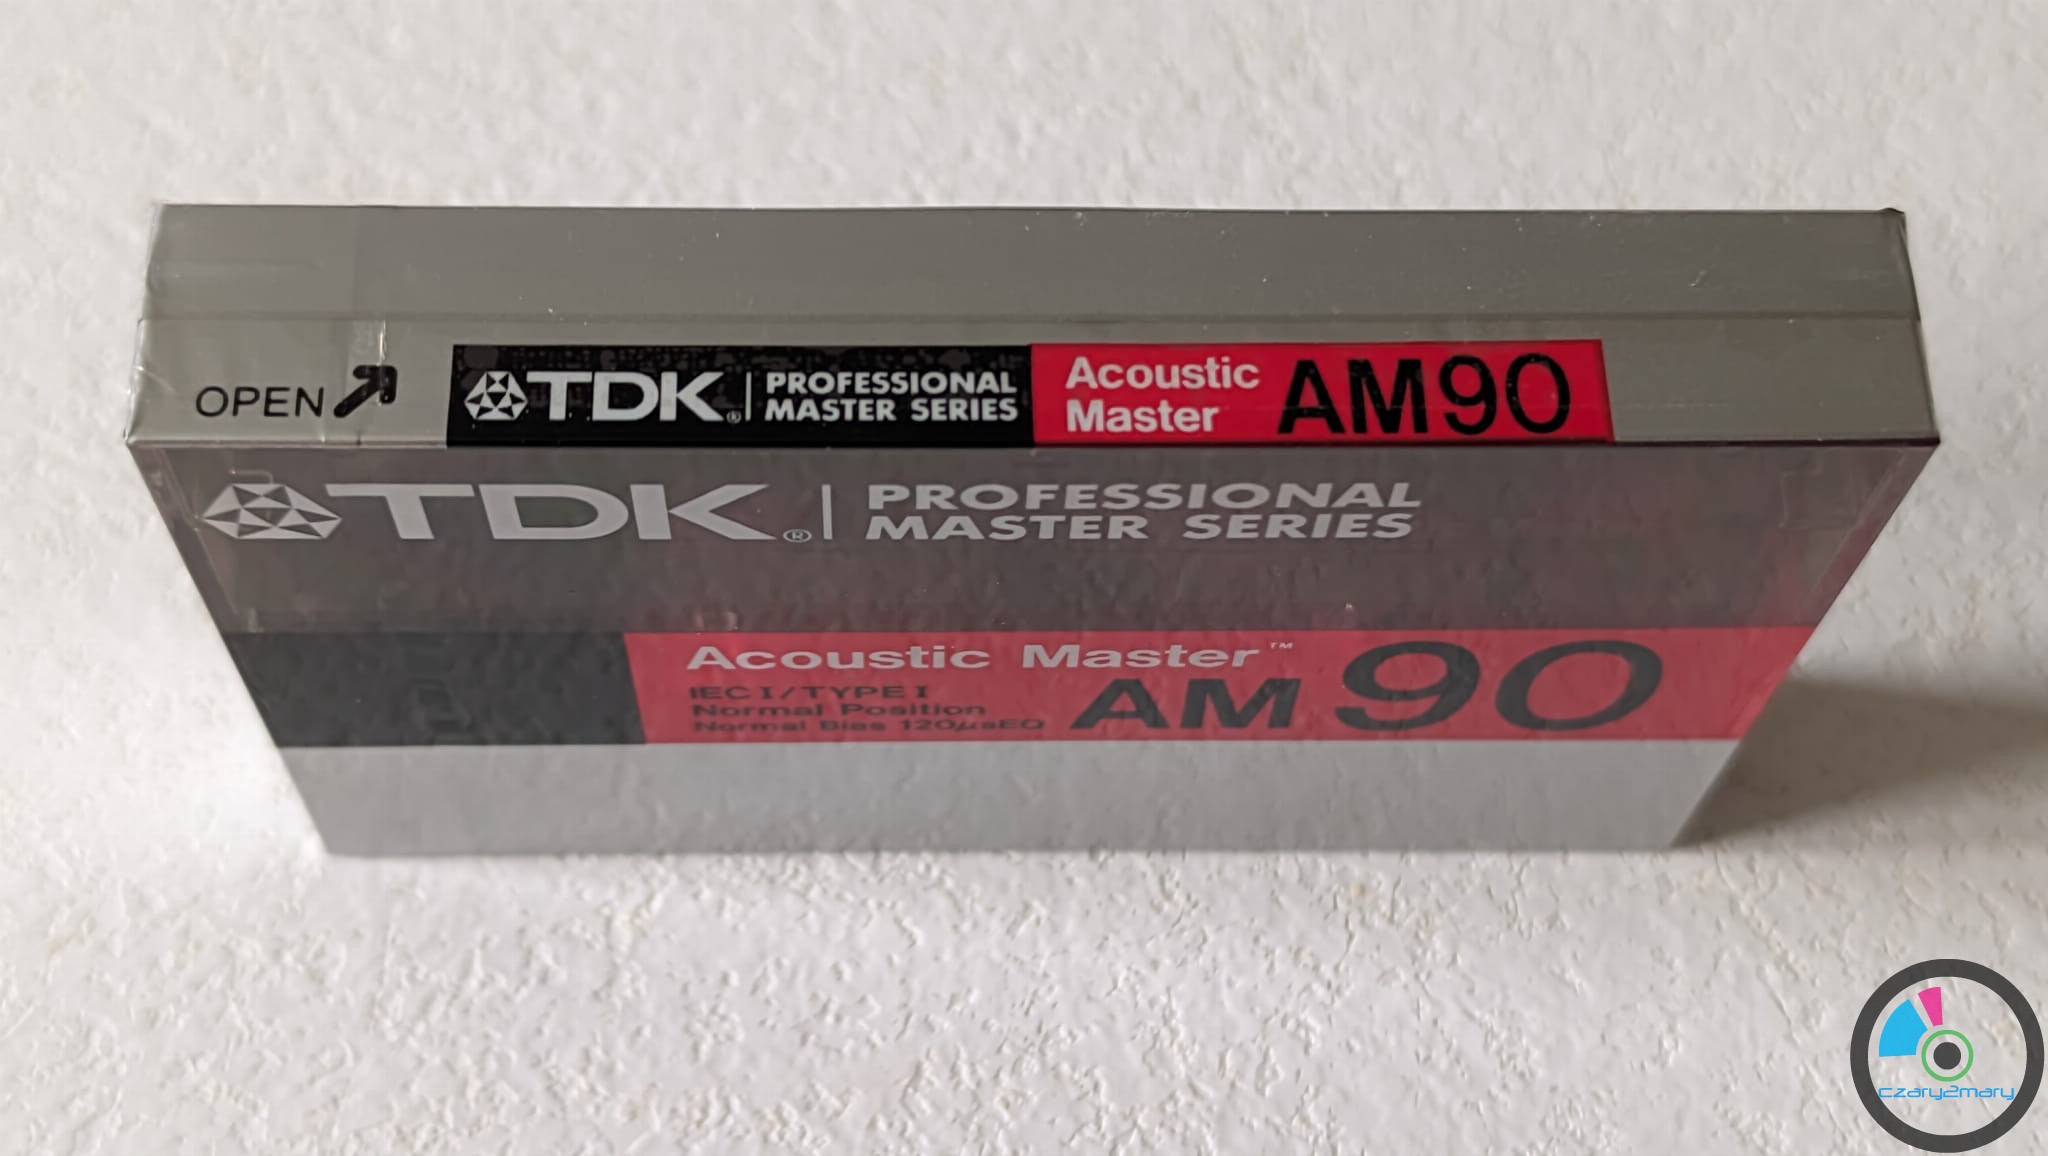 OPEN
TDK® PROFESSIONAL
MASTER SERIES
Acoustic
Master
AM90
TDK® PROFESSIONAL
MASTER SERIES
Acoustic Master™
IEC I/TYPE I
Normal Position
Normal Bias 120μsEQ
AM 90
czary2mary